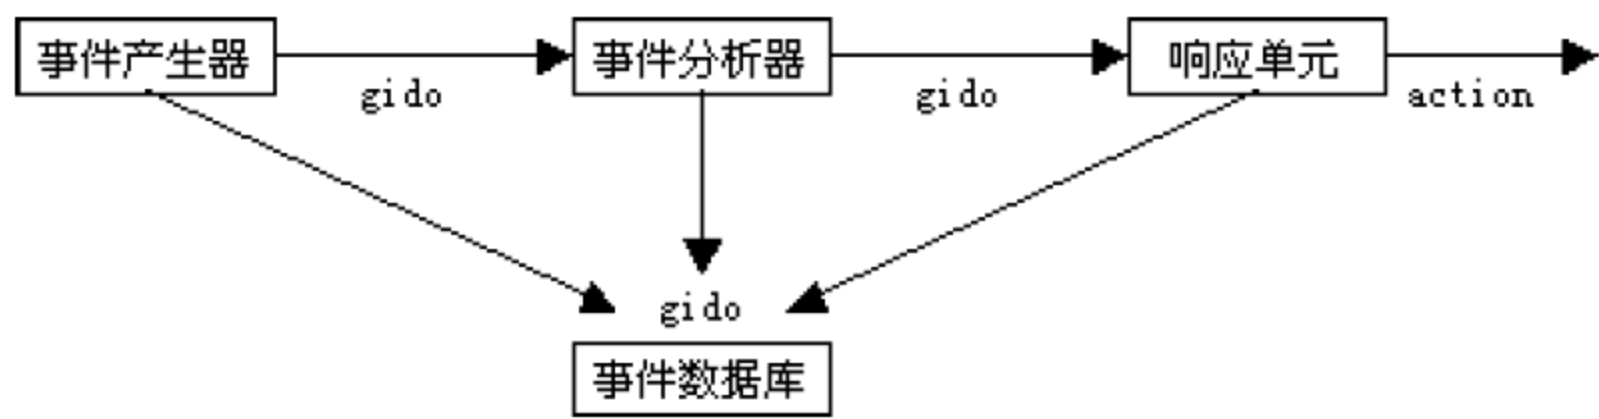 事件产生器
gido
事件分析器
gido
响应单元
action
gido
事件数据库